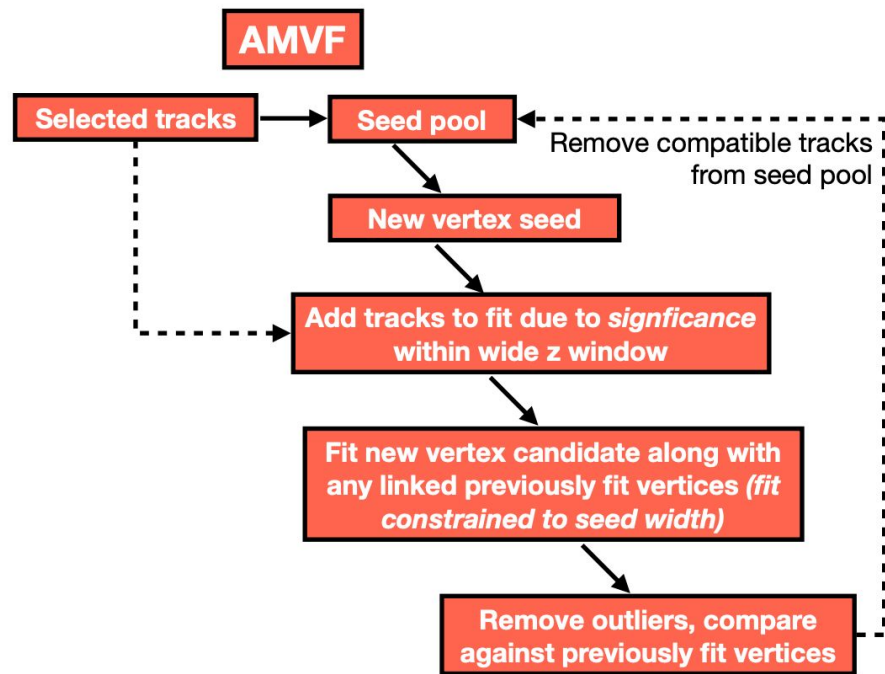 AMVF
Selected tracks
Seed pool
Remove compatible tracks
from seed pool
New vertex seed
Add tracks to fit due to signficance
within wide z window
Fit new vertex candidate along with
any linked previously fit vertices (fit
constrained to seed width)
Remove outliers, compare
against previously fit vertices